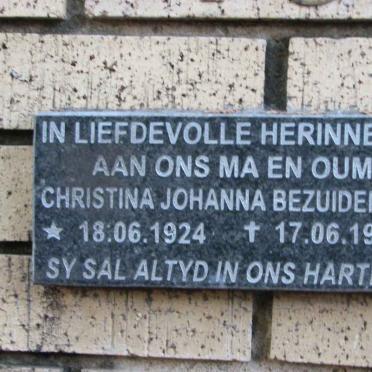 IN LIEFDEVOLLE HERINNE
AAN ONS MA EN OUM
CHRISTINA JOHANNA BEZUIDE
★ 18.06.1924 † 17.06.19
SY SAL ALTYD IN ONS HART